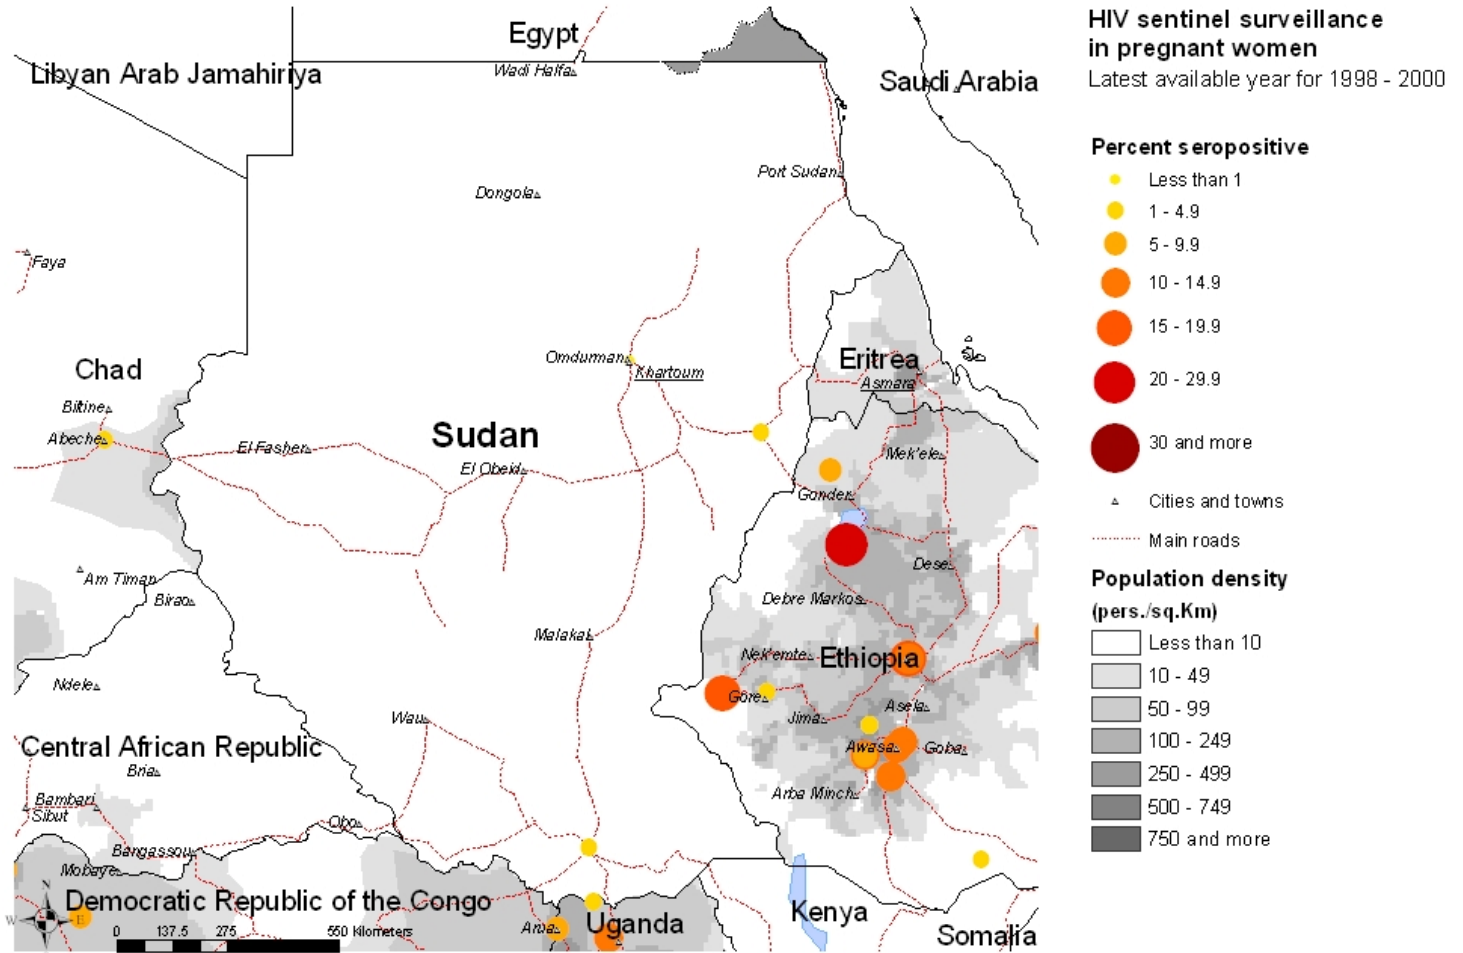 Egypt
Libyan Arab Jamahiriya
Wadi Halfa
Saudi Arabia
Port Sudan
Dongola
Faya
Omdurman
Khartoum
Eritrea
Asmara
Chad
Biltine
Abeche
El Fasher
Sudan
El Obeid
Mek'ele
Gonder
Am Timan
Birao
Dese
Debre Markos
Malakal
Nek'emte
Ethiopia
Ndele
Gore
Jima
Asela
Wau
Central African Republic
Bria
Awasa
Goba
Arba Minch
Bambari
Sibut
Obo
Bangassou
Mobaye
Democratic Republic of the Congo
Arua
Uganda
Kenya
Somalia
N
W
E
0 137.5 275 550 Kilometers
HIV sentinel surveillance
in pregnant women
Latest available year for 1998 - 2000
Percent seropositive
Less than 1
1 - 4.9
5 - 9.9
10 - 14.9
15 - 19.9
20 - 29.9
30 and more
Cities and towns
Main roads
Population density
(pers./sq.Km)
Less than 10
10 - 49
50 - 99
100 - 249
250 - 499
500 - 749
750 and more